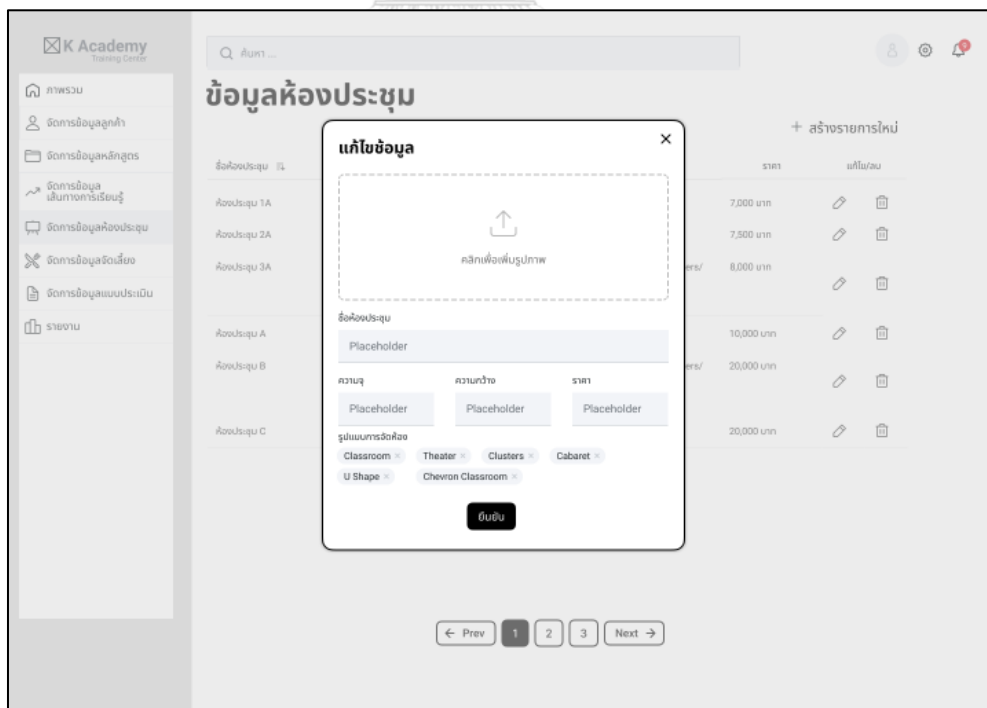 K Academy
Training Center
ค้นหา ...
ภาพรวม
จัดการข้อมูลลูกค้า
จัดการข้อมูลหลักสูตร
จัดการข้อมูล
เส้นทางการเรียนรู้
จัดการข้อมูลห้องประชุม
จัดการข้อมูลจัดเลี้ยง
จัดการข้อมูลแบบประเมิน
รายงาน
ข้อมูลห้องประชุม
+ สร้างรายการใหม่
ชื่อห้องประชุม ราคา แก้ไข/ลบ
ห้องประชุม 1A 7,000 บาท
ห้องประชุม 2A 7,500 บาท
ห้องประชุม 3A ers/ 8,000 บาท
ห้องประชุม A 10,000 บาท
ห้องประชุม B ers/ 20,000 บาท
ห้องประชุม C 20,000 บาท
แก้ไขข้อมูล
คลิกเพื่อเพิ่มรูปภาพ
ชื่อห้องประชุม
Placeholder
ความจุ ความกว้าง ราคา
Placeholder Placeholder Placeholder
รูปแบบการจัดห้อง
Classroom × Theater × Clusters × Cabaret ×
U Shape × Chevron Classroom ×
ยืนยัน
← Prev 1 2 3 Next →